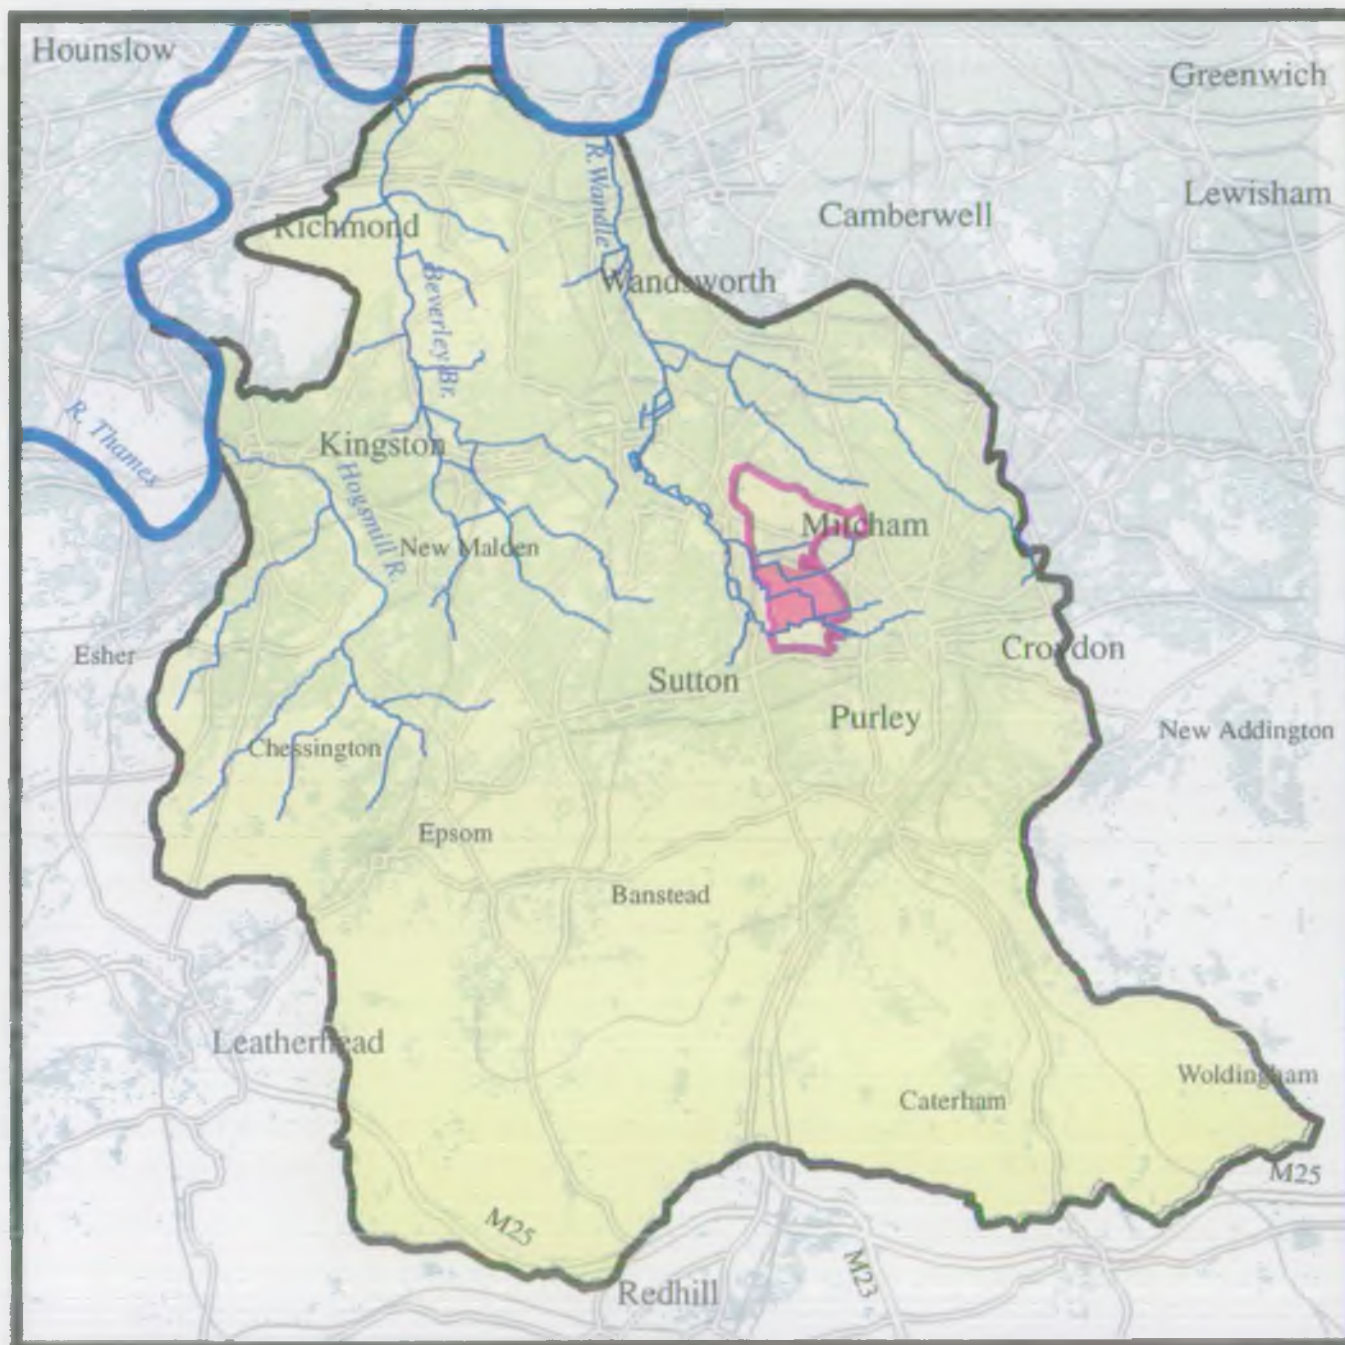 Hounslow
Greenwich
R. Wandle
Lewisham
Camberwell
Richmond
Wandsworth
Beverley Br.
R. Thames
Kingston
Hogsmill R.
Mitcham
New Malden
Esher
Croydon
Sutton
Purley
New Addington
Chessington
Epsom
Banstead
Leatherhead
Woldingham
Caterham
M25
M25
M23
Redhill